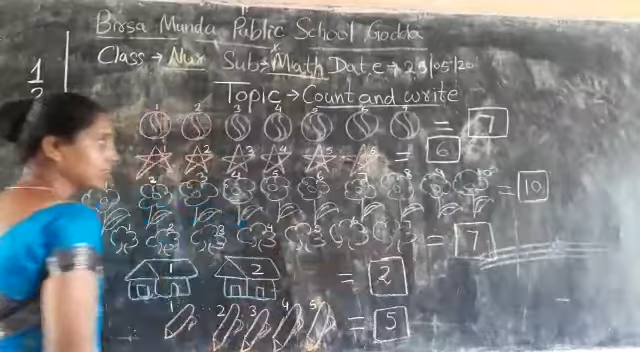 Birsa Munda Public School Godda
Class → Nur Sub → Math Date → 29/05/20
1
2
Topic → Count and write
1 2 3 4 5 6 7 = 7
1 2 3 4 5 6 = 6
1 2 3 4 5 6 7 8 9 10 = 10
1 2 3 4 5 6 7 = 7
1 2 = 2
1 2 3 4 5 = 5